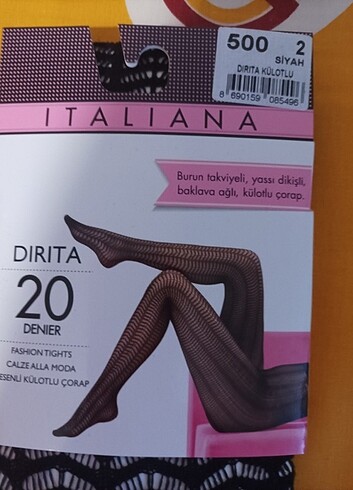 500 2
SİYAH
DIRITA KÜLOTLU
8 690159 085496
ITALIANA
Burun takviyeli, yassı dikişli,
baklava ağlı, külotlu çorap.
DIRITA
20
DENIER
FASHION TIGHTS
CALZE ALLA MODA
ESENLİ KÜLOTLU ÇORAP